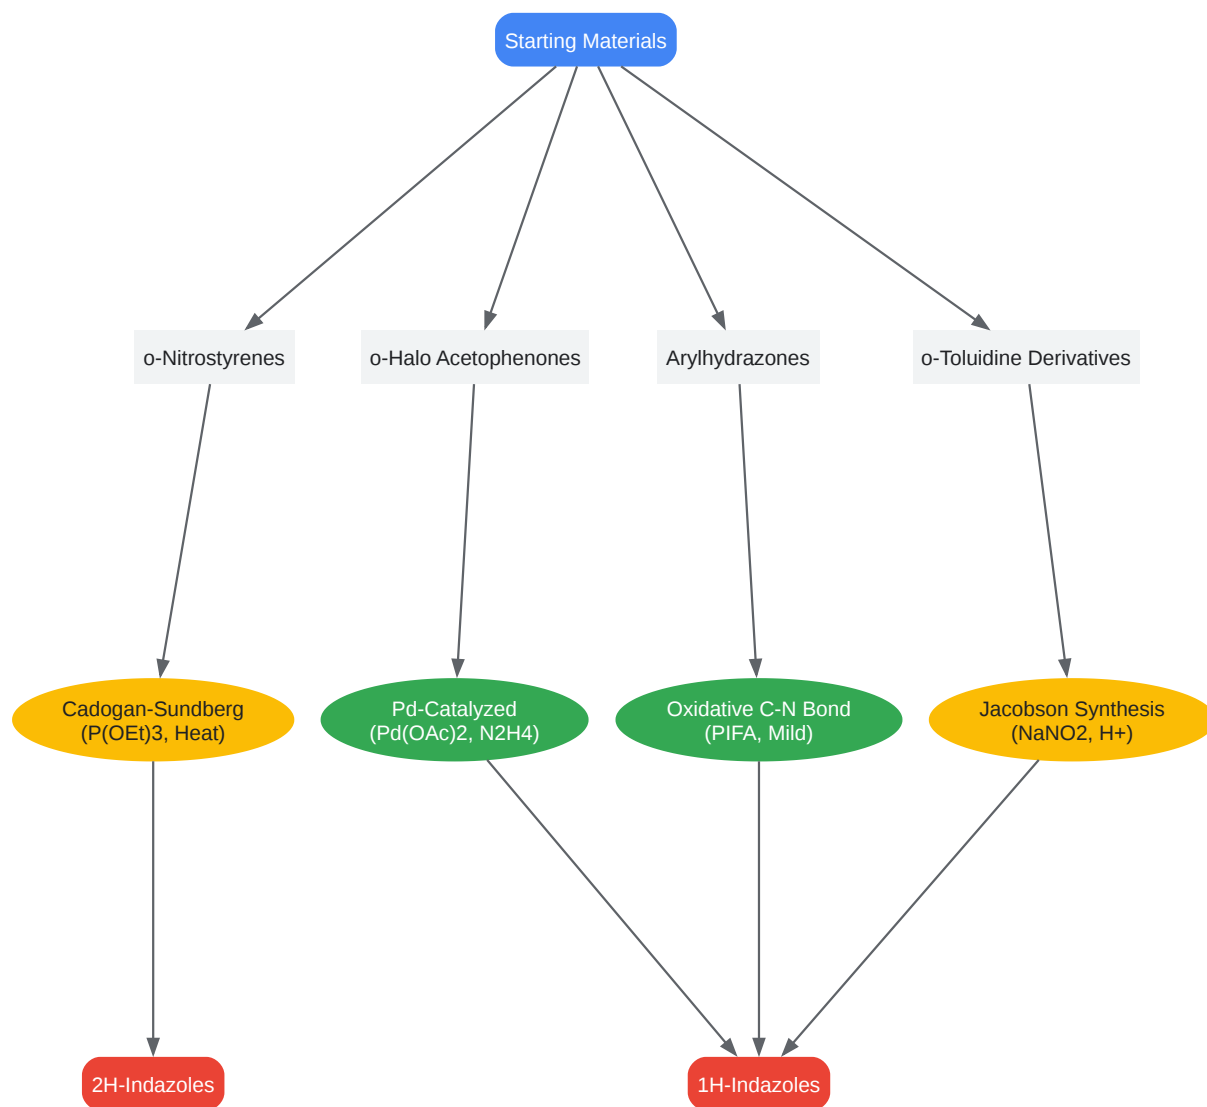 Starting Materials
o-Nitrostyrenes
o-Halo Acetophenones
Arylhydrazones
o-Toluidine Derivatives
Cadogan-Sundberg
(P(OEt)3, Heat)
Pd-Catalyzed
(Pd(OAc)2, N2H4)
Oxidative C-N Bond
(PIFA, Mild)
Jacobson Synthesis
(NaNO2, H+)
2H-Indazoles
1H-Indazoles